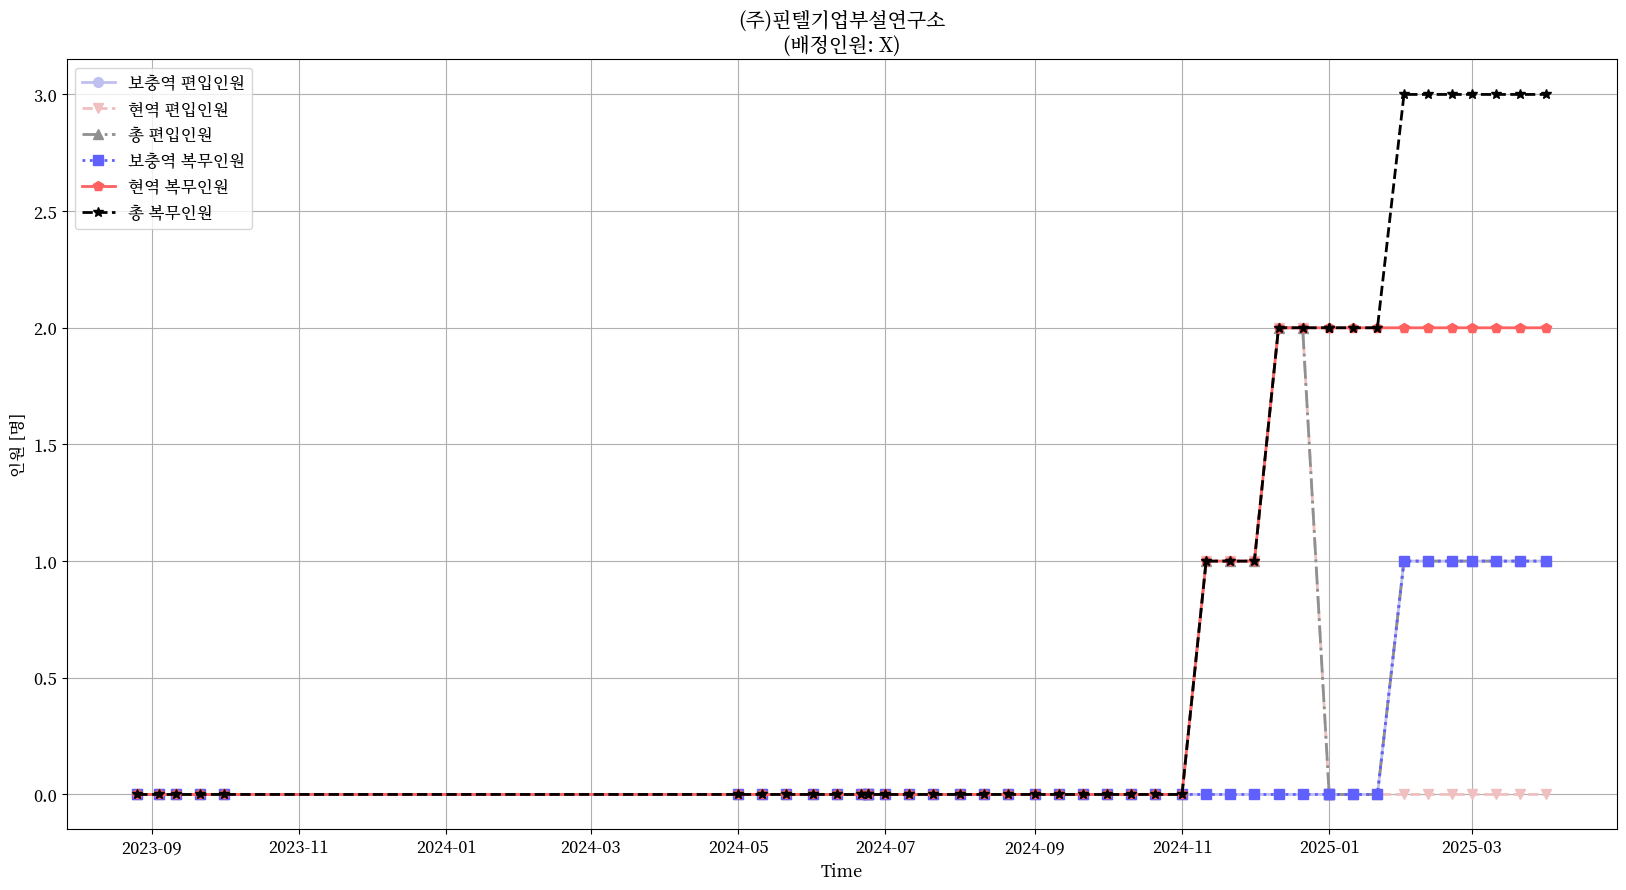 (주)핀텔기업부설연구소
(배정인원: X)
보충역 편입인원
현역 편입인원
총 편입인원
보충역 복무인원
현역 복무인원
총 복무인원
인원 [명]
3.0
2.5
2.0
1.5
1.0
0.5
0.0
2023-09
2023-11
2024-01
2024-03
2024-05
2024-07
2024-09
2024-11
2025-01
2025-03
Time